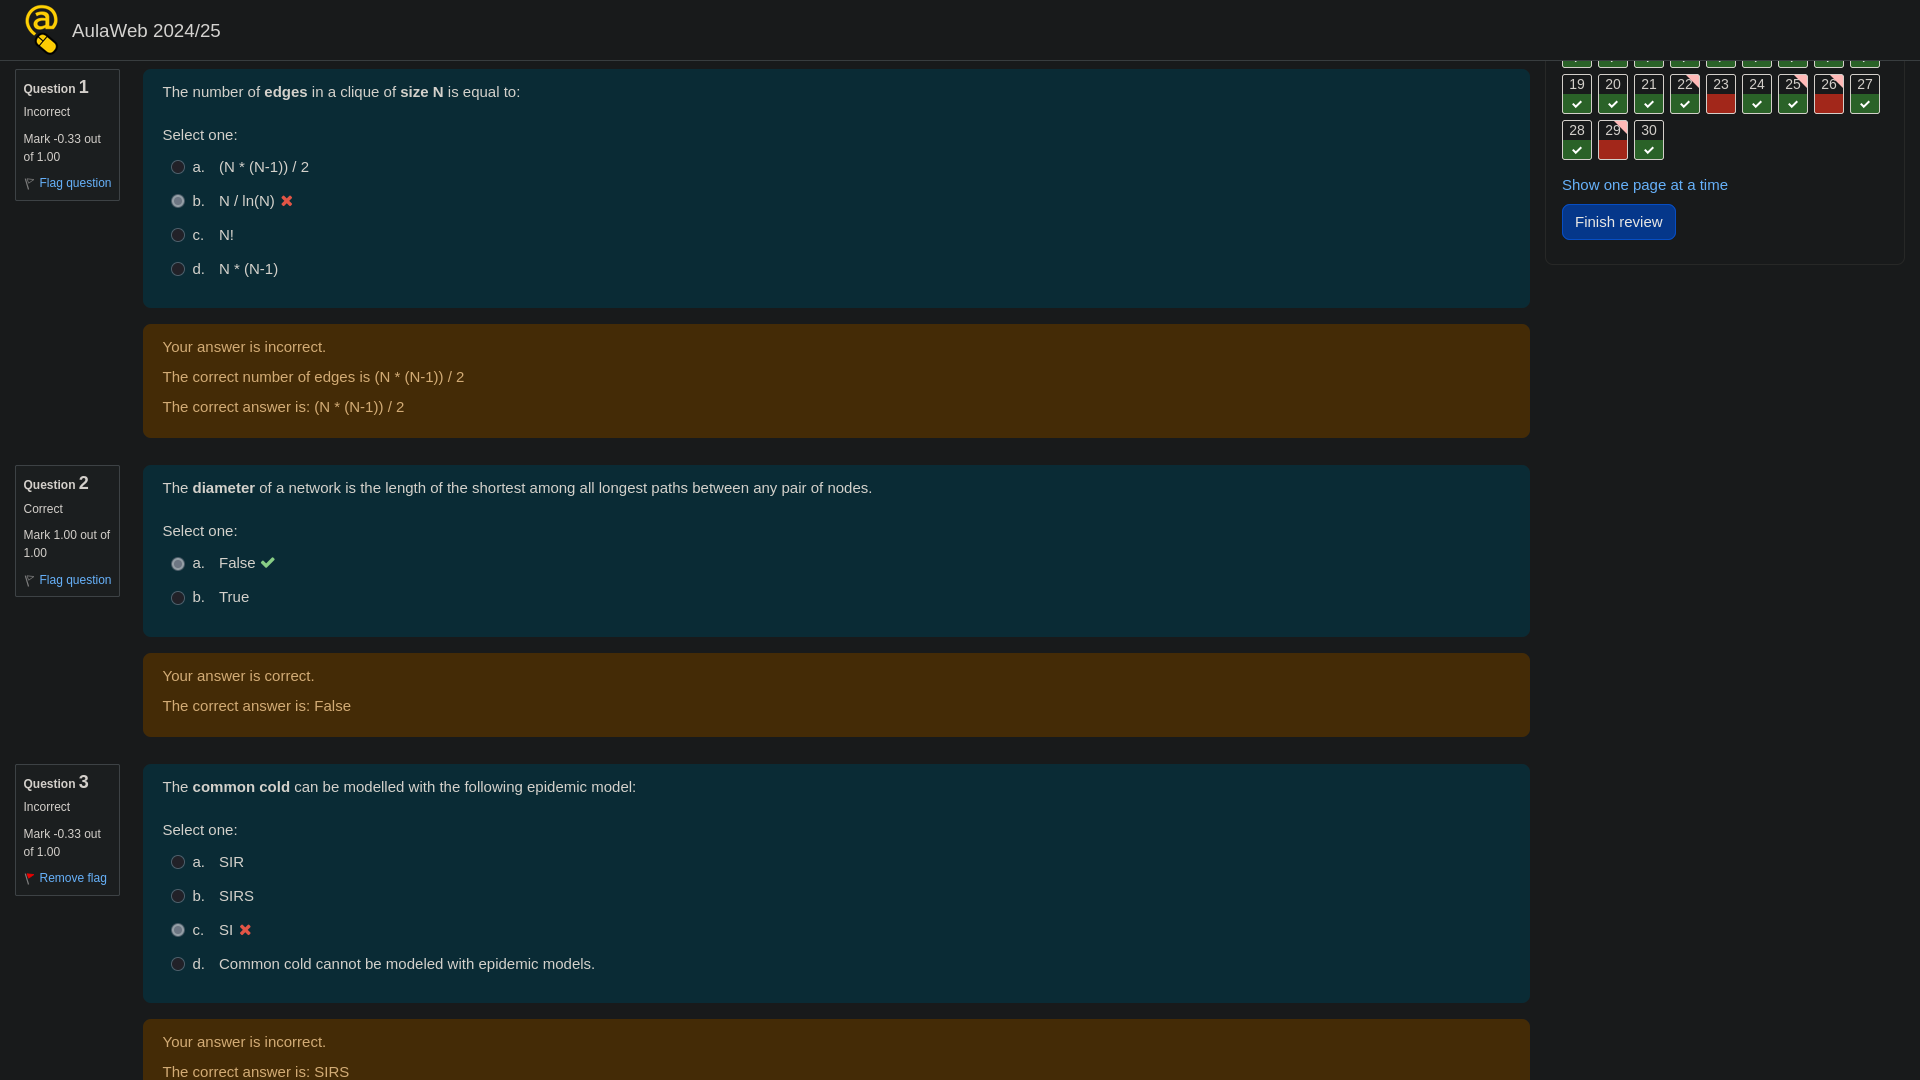 AulaWeb 2024/25
Question 1
Incorrect
Mark -0.33 out
of 1.00
Flag question
The number of edges in a clique of size N is equal to:
Select one:
a. (N * (N-1)) / 2
b. N / ln(N)
c. N!
d. N * (N-1)
Your answer is incorrect.
The correct number of edges is (N * (N-1)) / 2
The correct answer is: (N * (N-1)) / 2
Question 2
Correct
Mark 1.00 out of
1.00
Flag question
The diameter of a network is the length of the shortest among all longest paths between any pair of nodes.
Select one:
a. False
b. True
Your answer is correct.
The correct answer is: False
Question 3
Incorrect
Mark -0.33 out
of 1.00
Remove flag
The common cold can be modelled with the following epidemic model:
Select one:
a. SIR
b. SIRS
c. SI
d. Common cold cannot be modeled with epidemic models.
Your answer is incorrect.
The correct answer is: SIRS
19 20 21 22 23 24 25 26 27
28 29 30
Show one page at a time
Finish review